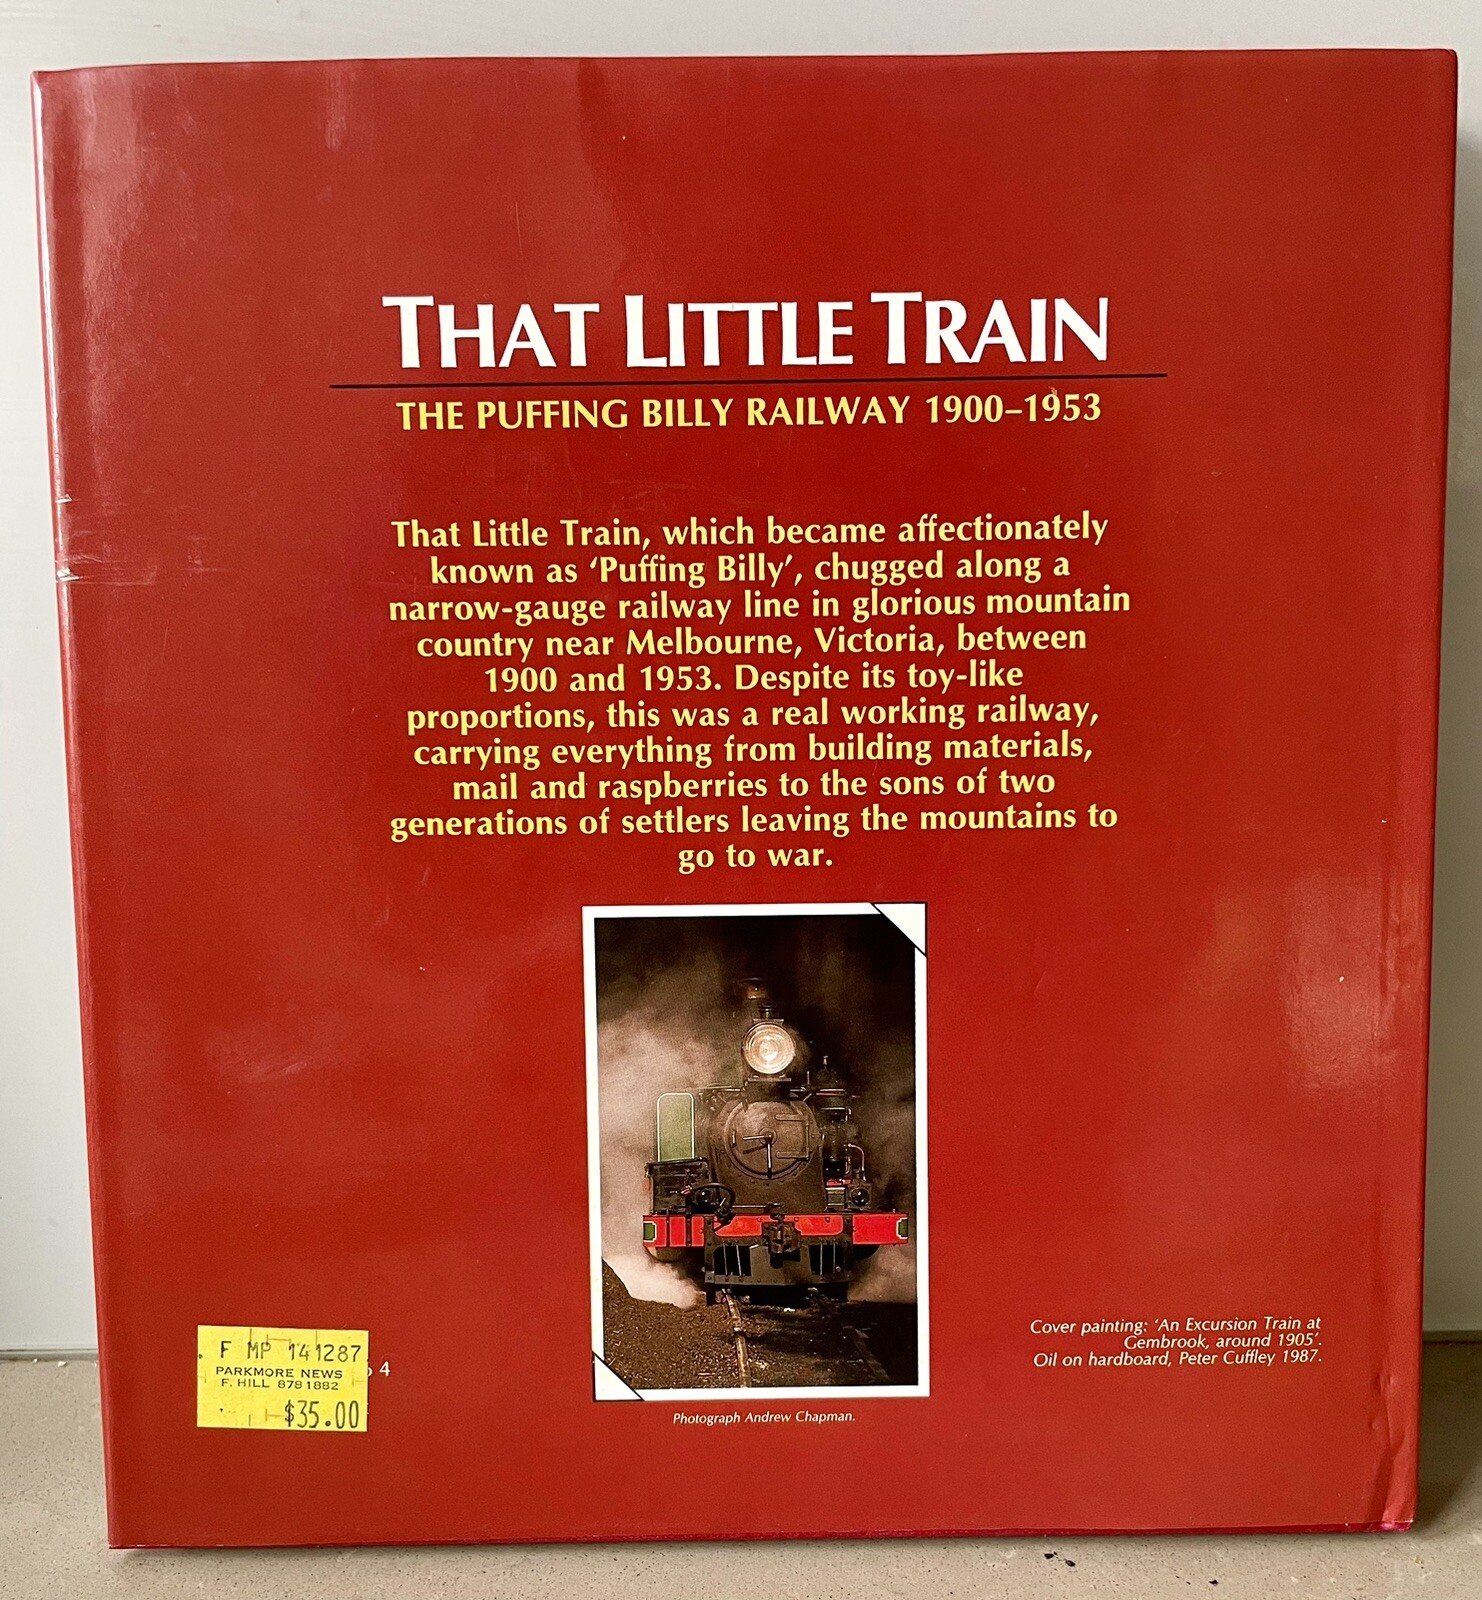 THAT LITTLE TRAIN
THE PUFFING BILLY RAILWAY 1900–1953
That Little Train, which became affectionately
known as ‘Puffing Billy’, chugged along a
narrow-gauge railway line in glorious mountain
country near Melbourne, Victoria, between
1900 and 1953. Despite its toy-like
proportions, this was a real working railway,
carrying everything from building materials,
mail and raspberries to the sons of two
generations of settlers leaving the mountains to
go to war.
Cover painting: ‘An Excursion Train at
Gembrook, around 1905’.
Oil on hardboard, Peter Cuffley 1987.
F MP 141287
PARKMORE NEWS
F. HILL 878 1882
$35.00
4
Photograph Andrew Chapman.